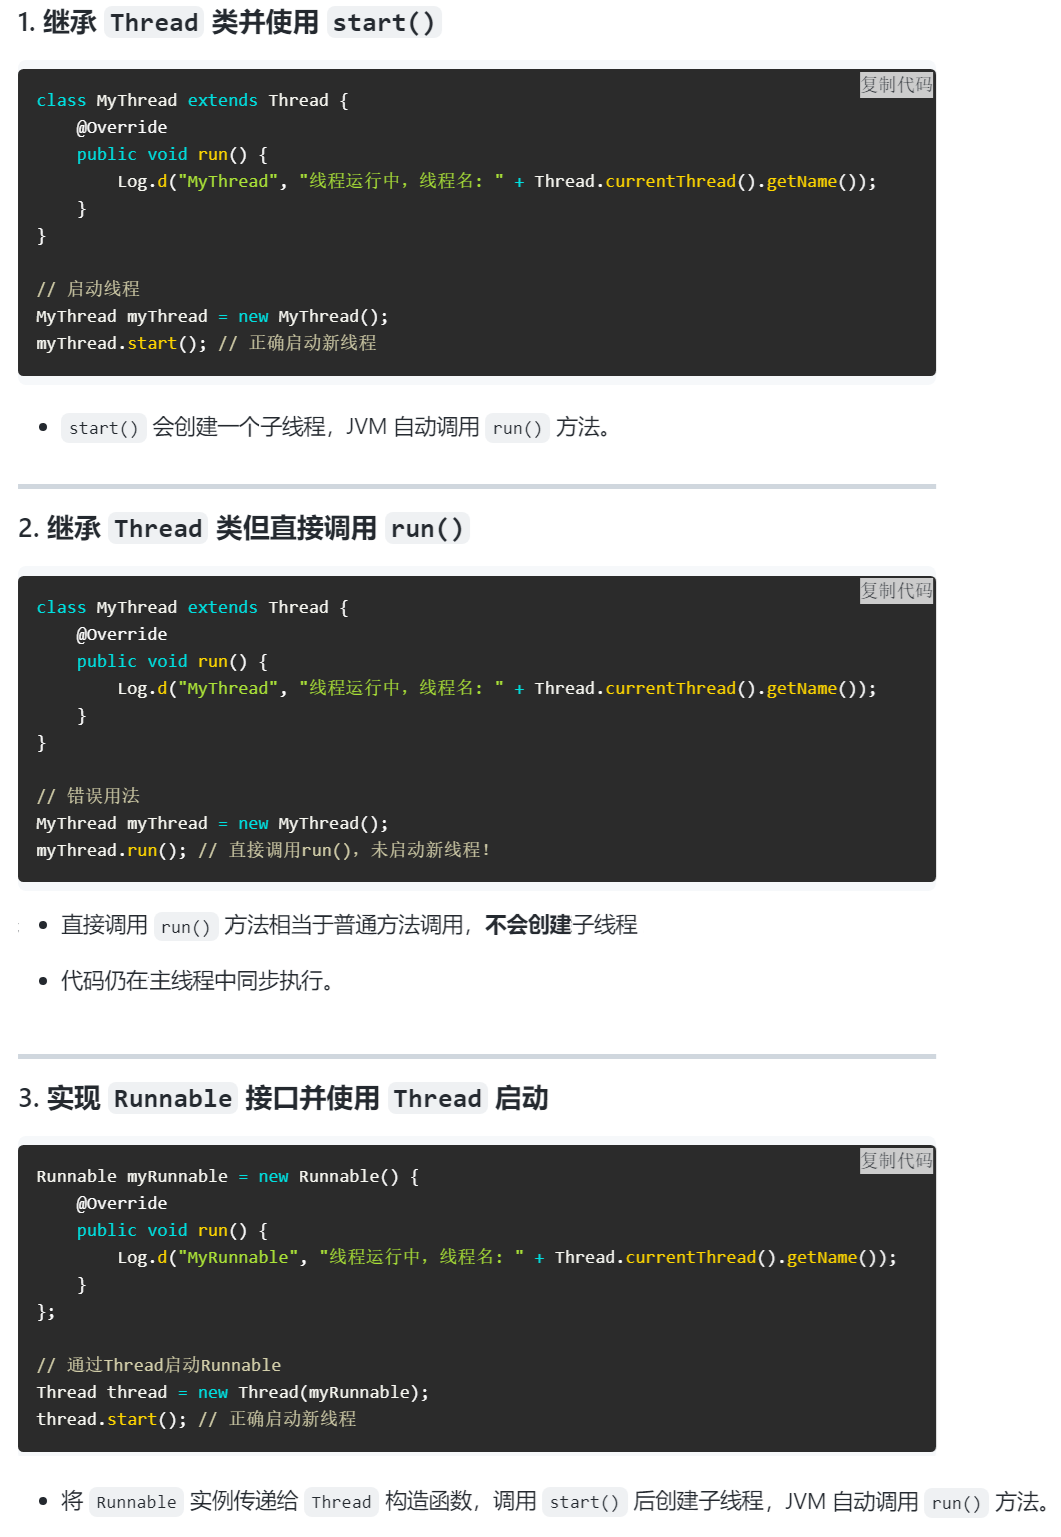 1. 继承 Thread 类并使用 start()
复制代码
class MyThread extends Thread {
    @Override
    public void run() {
        Log.d("MyThread", "线程运行中，线程名：" + Thread.currentThread().getName());
    }
}
// 启动线程
MyThread myThread = new MyThread();
myThread.start(); // 正确启动新线程
• start() 会创建一个子线程，JVM 自动调用 run() 方法。
2. 继承 Thread 类但直接调用 run()
复制代码
class MyThread extends Thread {
    @Override
    public void run() {
        Log.d("MyThread", "线程运行中，线程名：" + Thread.currentThread().getName());
    }
}
// 错误用法
MyThread myThread = new MyThread();
myThread.run(); // 直接调用run()，未启动新线程！
• 直接调用 run() 方法相当于普通方法调用，不会创建子线程
• 代码仍在主线程中同步执行。
3. 实现 Runnable 接口并使用 Thread 启动
复制代码
Runnable myRunnable = new Runnable() {
    @Override
    public void run() {
        Log.d("MyRunnable", "线程运行中，线程名：" + Thread.currentThread().getName());
    }
};
// 通过Thread启动Runnable
Thread thread = new Thread(myRunnable);
thread.start(); // 正确启动新线程
• 将 Runnable 实例传递给 Thread 构造函数，调用 start() 后创建子线程，JVM 自动调用 run() 方法。